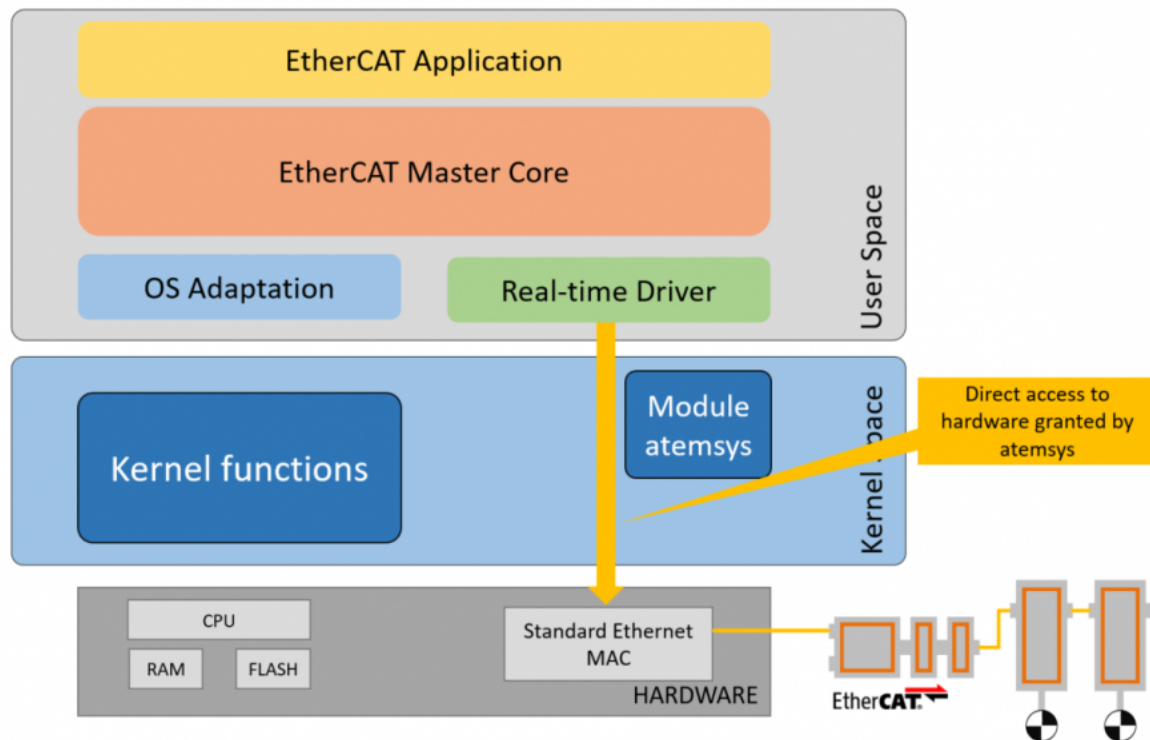 EtherCAT Application
EtherCAT Master Core
OS Adaptation
Real-time Driver
User Space
Kernel functions
Module
atemsys
Kernel Space
Direct access to
hardware granted by
atemsys
CPU
RAM
FLASH
Standard Ethernet
MAC
HARDWARE
EtherCAT®